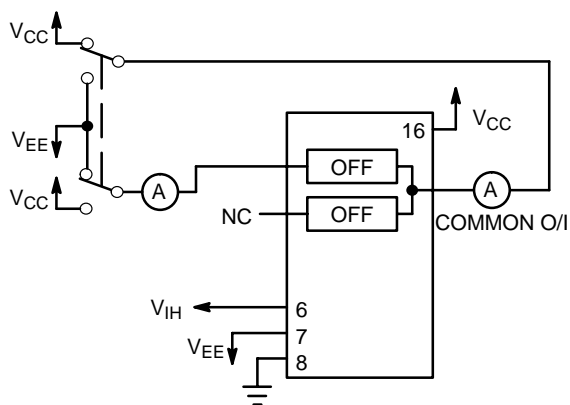 VCC
VEE
VCC
A
NC
OFF
OFF
16
VCC
A
COMMON O/I
VIH
6
VEE
7
8